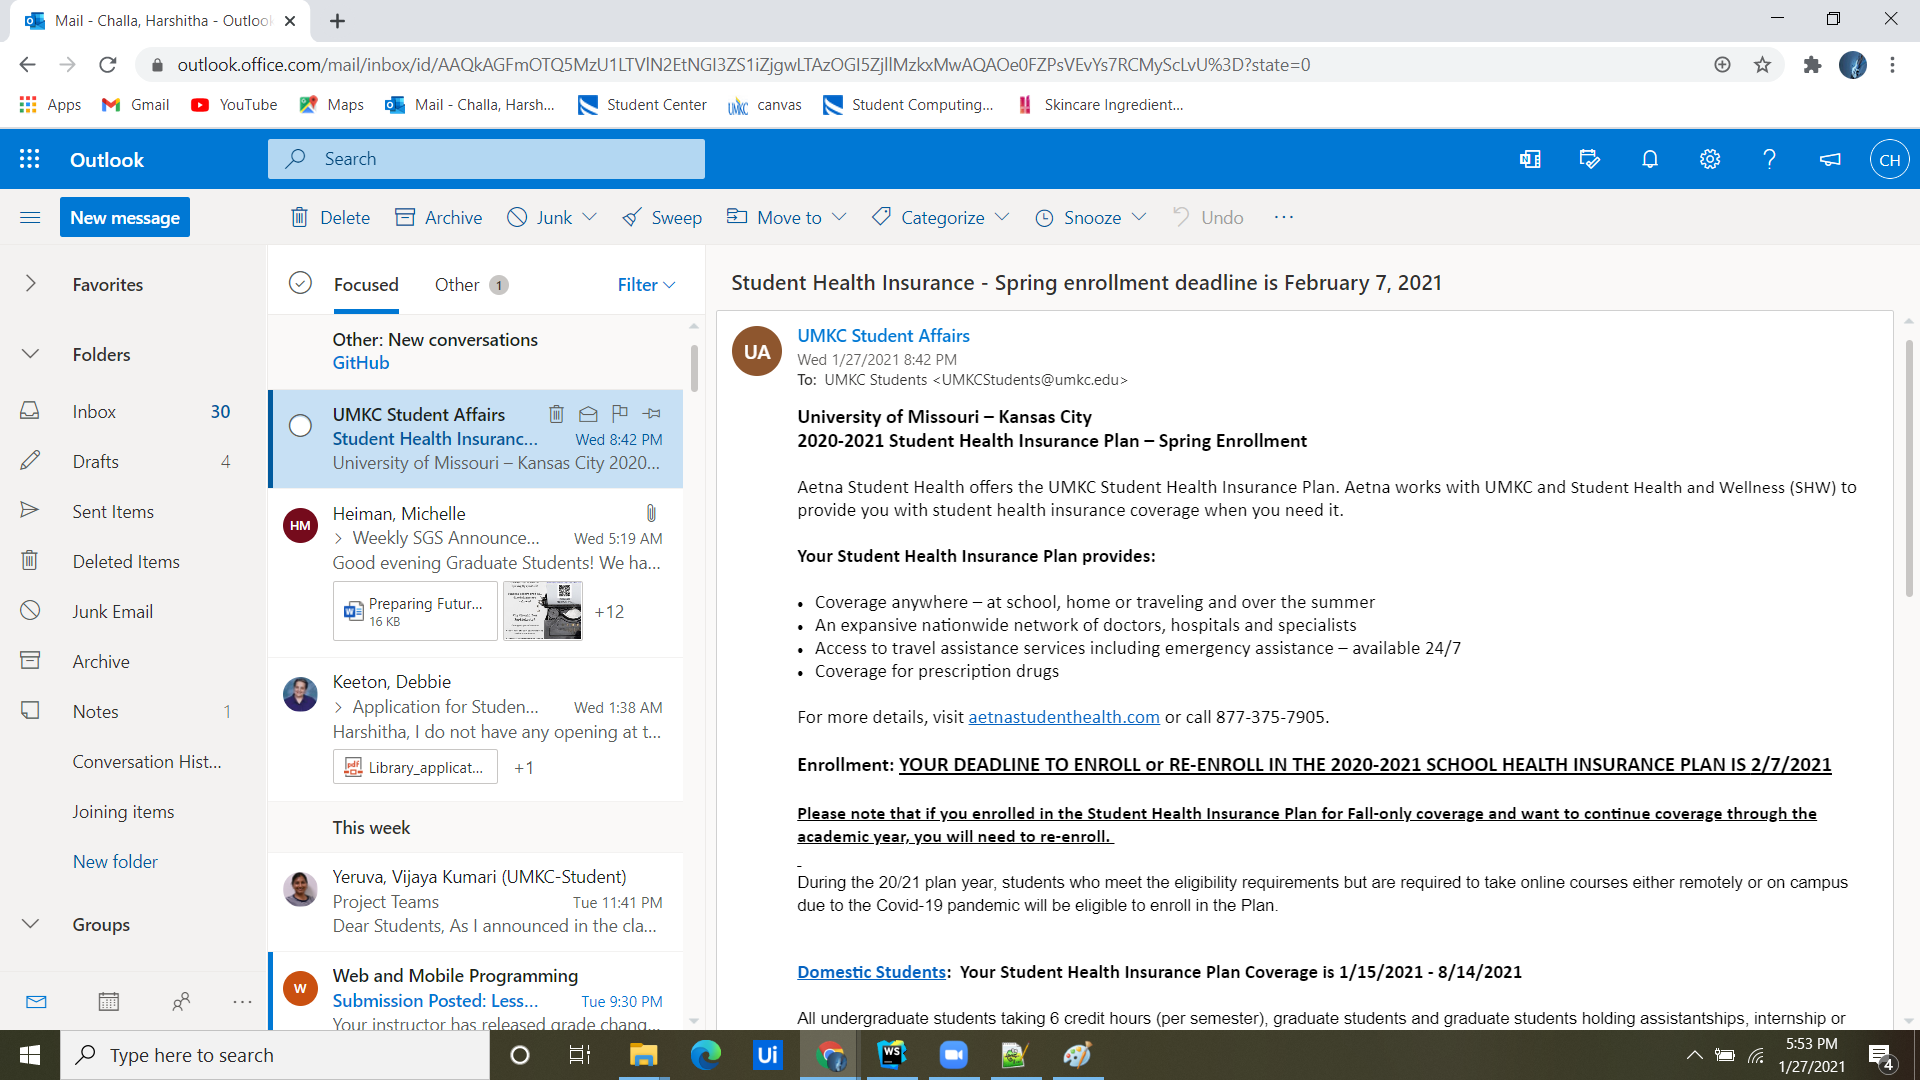 Mail - Challa, Harshitha - Outlook
outlook.office.com/mail/inbox/id/AAQkAGFmOTQ5MzU1LTVlN2EtNGI3ZS1iZjgwLTAzOGI5ZjllMzkxMwAQAOe0FZPsVEvYs7RCMyScLvU%3D?state=0
Apps Gmail YouTube Maps Mail - Challa, Harsh... Student Center canvas Student Computing... Skincare Ingredient...
Outlook Search CH
New message Delete Archive Junk Sweep Move to Categorize Snooze Undo ...
Favorites
Folders
Inbox 30
Drafts 4
Sent Items
Deleted Items
Junk Email
Archive
Notes 1
Conversation Hist...
Joining items
New folder
Groups
Focused Other 1 Filter
Other: New conversations
GitHub
UMKC Student Affairs
Student Health Insuranc... Wed 8:42 PM
University of Missouri – Kansas City 2020...
HM Heiman, Michelle
> Weekly SGS Announce... Wed 5:19 AM
Good evening Graduate Students! We ha...
Preparing Futur...
16 KB
+12
Keeton, Debbie
> Application for Studen... Wed 1:38 AM
Harshitha, I do not have any opening at t...
Library_applicat... +1
This week
Yeruva, Vijaya Kumari (UMKC-Student)
Project Teams Tue 11:41 PM
Dear Students, As I announced in the cla...
W Web and Mobile Programming
Submission Posted: Less... Tue 9:30 PM
Your instructor has released grade chang...
Student Health Insurance - Spring enrollment deadline is February 7, 2021
UA UMKC Student Affairs
Wed 1/27/2021 8:42 PM
To: UMKC Students <UMKCStudents@umkc.edu>
University of Missouri – Kansas City
2020-2021 Student Health Insurance Plan – Spring Enrollment
Aetna Student Health offers the UMKC Student Health Insurance Plan. Aetna works with UMKC and Student Health and Wellness (SHW) to
provide you with student health insurance coverage when you need it.
Your Student Health Insurance Plan provides:
• Coverage anywhere – at school, home or traveling and over the summer
• An expansive nationwide network of doctors, hospitals and specialists
• Access to travel assistance services including emergency assistance – available 24/7
• Coverage for prescription drugs
For more details, visit aetnastudenthealth.com or call 877-375-7905.
Enrollment: YOUR DEADLINE TO ENROLL or RE-ENROLL IN THE 2020-2021 SCHOOL HEALTH INSURANCE PLAN IS 2/7/2021
Please note that if you enrolled in the Student Health Insurance Plan for Fall-only coverage and want to continue coverage through the
academic year, you will need to re-enroll.
During the 20/21 plan year, students who meet the eligibility requirements but are required to take online courses either remotely or on campus
due to the Covid-19 pandemic will be eligible to enroll in the Plan.
Domestic Students: Your Student Health Insurance Plan Coverage is 1/15/2021 - 8/14/2021
All undergraduate students taking 6 credit hours (per semester), graduate students and graduate students holding assistantships, internship or
Type here to search
Ui
WS
5:53 PM
1/27/2021
4